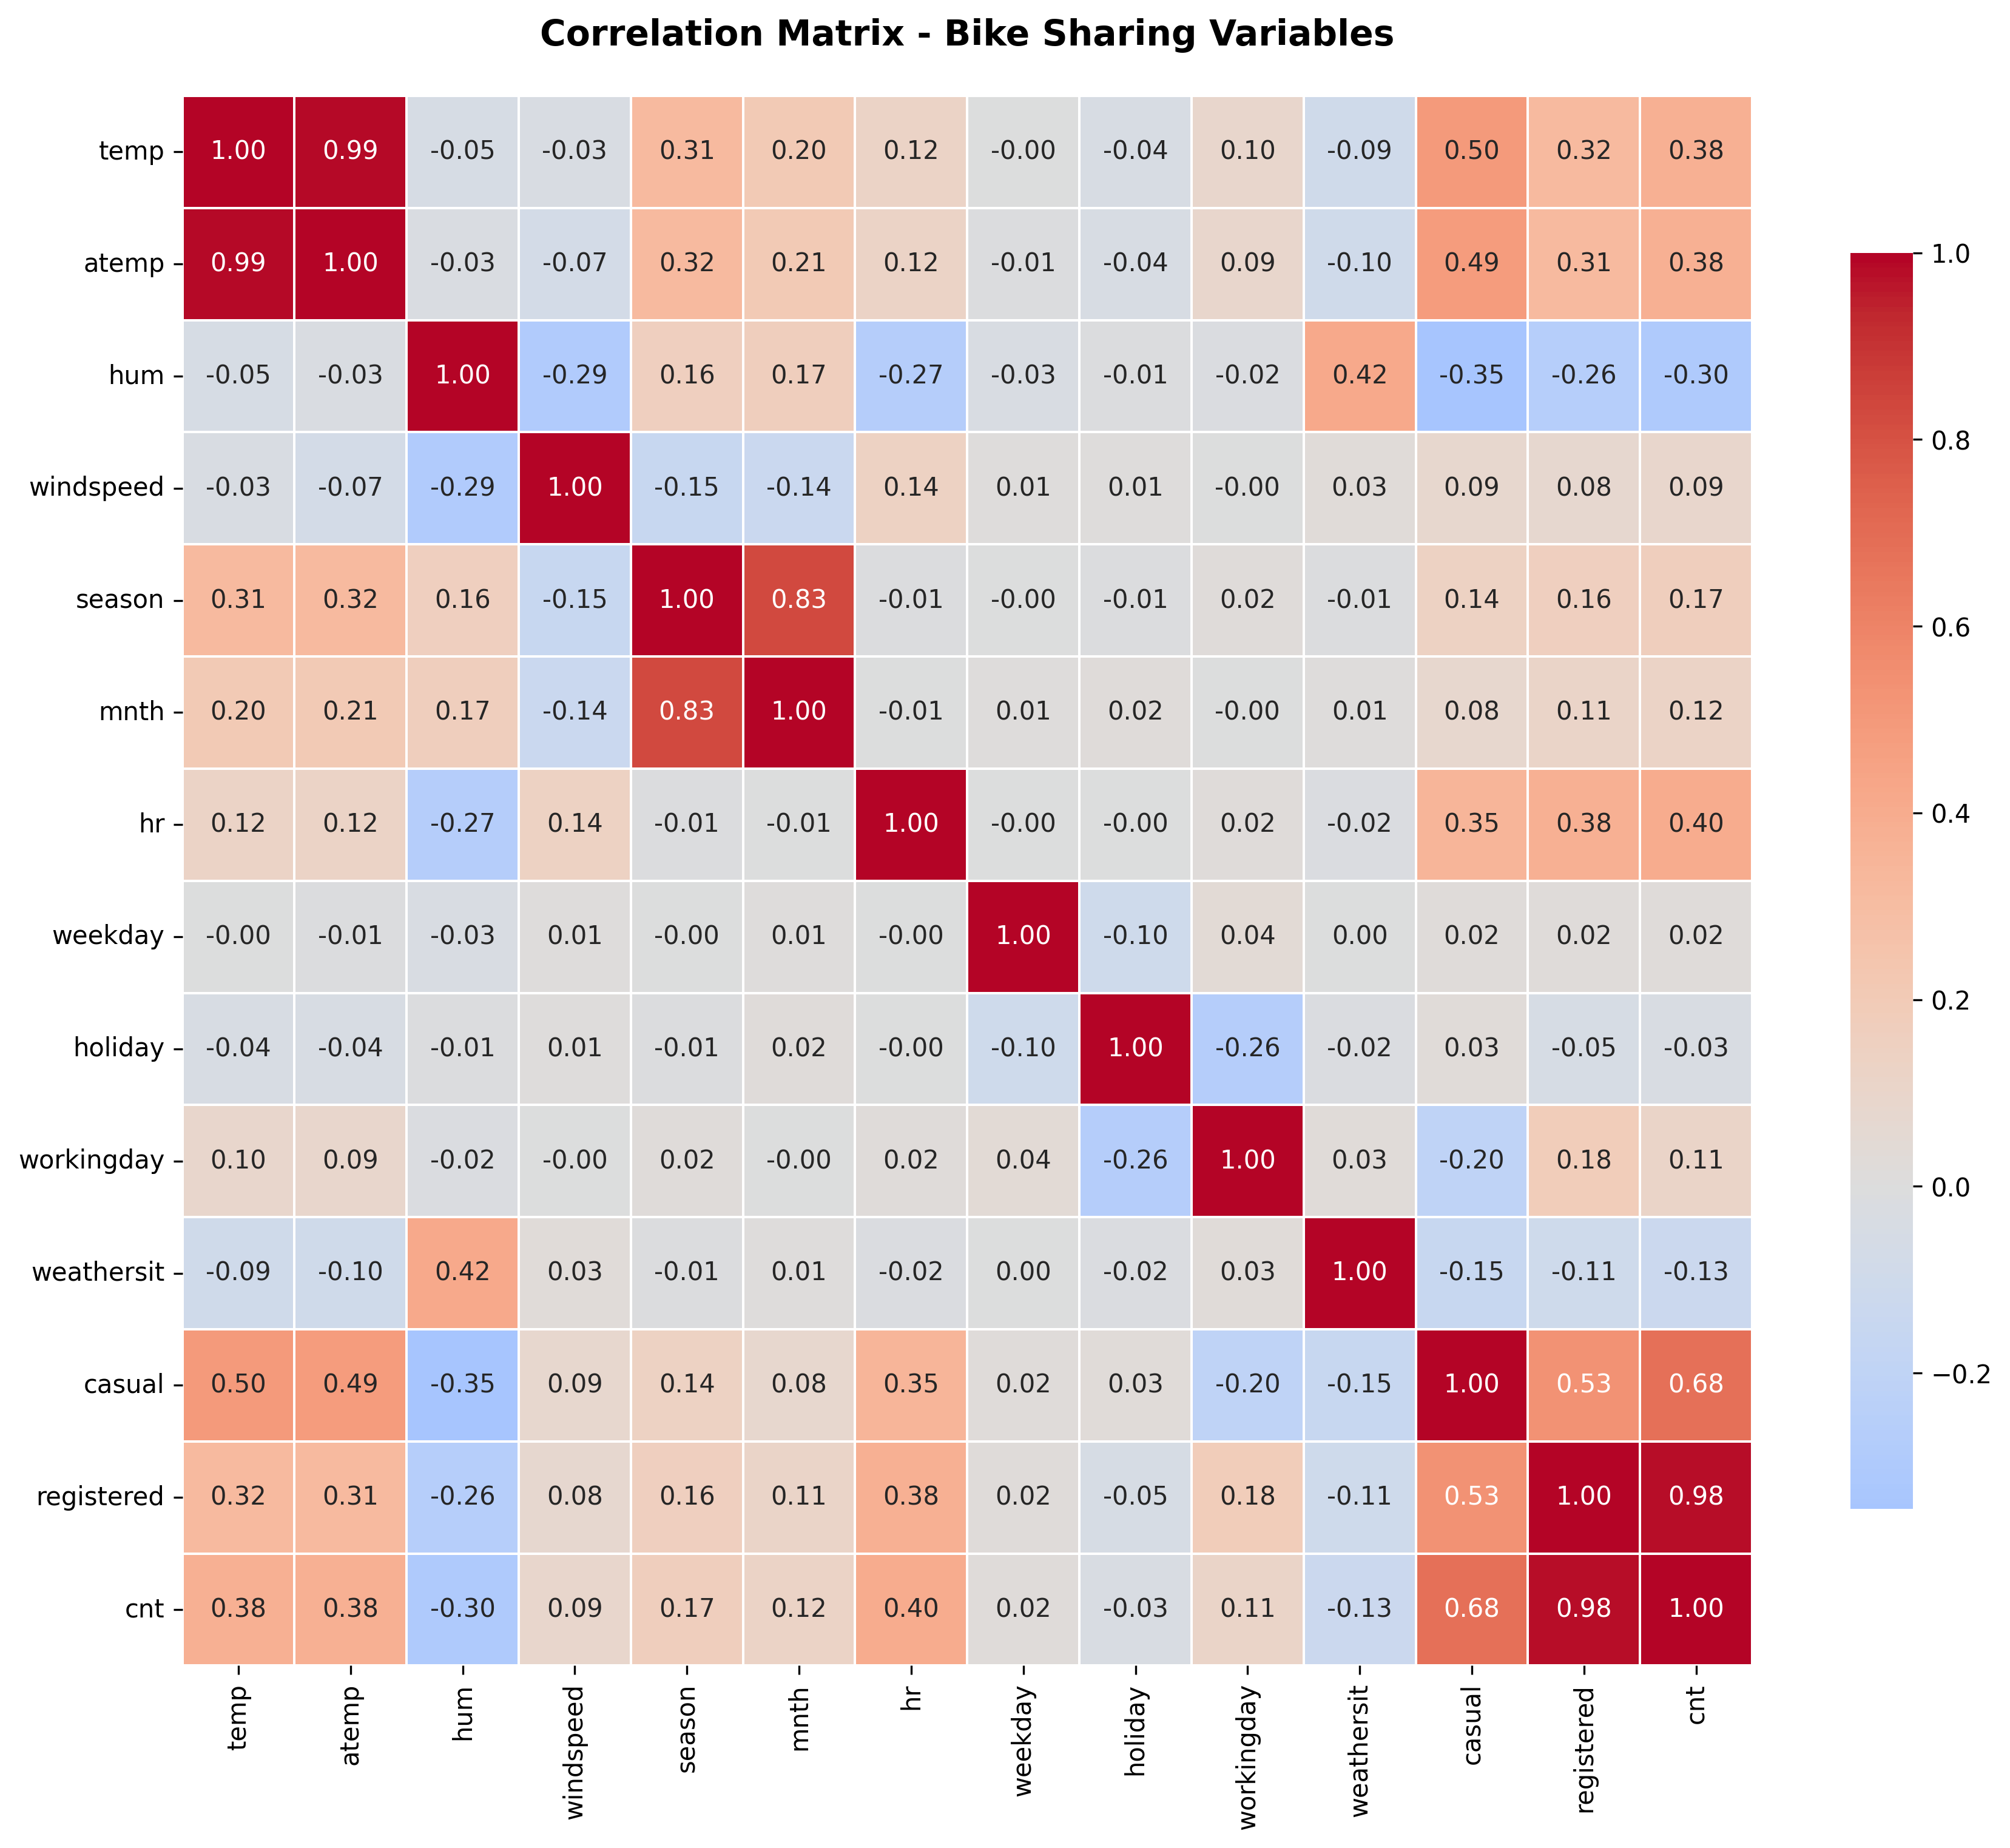 Correlation Matrix - Bike Sharing Variables
temp 1.00 0.99 -0.05 -0.03 0.31 0.20 0.12 -0.00 -0.04 0.10 -0.09 0.50 0.32 0.38
atemp 0.99 1.00 -0.03 -0.07 0.32 0.21 0.12 -0.01 -0.04 0.09 -0.10 0.49 0.31 0.38
hum -0.05 -0.03 1.00 -0.29 0.16 0.17 -0.27 -0.03 -0.01 -0.02 0.42 -0.35 -0.26 -0.30
windspeed -0.03 -0.07 -0.29 1.00 -0.15 -0.14 0.14 0.01 0.01 -0.00 0.03 0.09 0.08 0.09
season 0.31 0.32 0.16 -0.15 1.00 0.83 -0.01 -0.00 -0.01 0.02 -0.01 0.14 0.16 0.17
mnth 0.20 0.21 0.17 -0.14 0.83 1.00 -0.01 0.01 0.02 -0.00 0.01 0.08 0.11 0.12
hr 0.12 0.12 -0.27 0.14 -0.01 -0.01 1.00 -0.00 -0.00 0.02 -0.02 0.35 0.38 0.40
weekday -0.00 -0.01 -0.03 0.01 -0.00 0.01 -0.00 1.00 -0.10 0.04 0.00 0.02 0.02 0.02
holiday -0.04 -0.04 -0.01 0.01 -0.01 0.02 -0.00 -0.10 1.00 -0.26 -0.02 0.03 -0.05 -0.03
workingday 0.10 0.09 -0.02 -0.00 0.02 -0.00 0.02 0.04 -0.26 1.00 0.03 -0.20 0.18 0.11
weathersit -0.09 -0.10 0.42 0.03 -0.01 0.01 -0.02 0.00 -0.02 0.03 1.00 -0.15 -0.11 -0.13
casual 0.50 0.49 -0.35 0.09 0.14 0.08 0.35 0.02 0.03 -0.20 -0.15 1.00 0.53 0.68
registered 0.32 0.31 -0.26 0.08 0.16 0.11 0.38 0.02 -0.05 0.18 -0.11 0.53 1.00 0.98
cnt 0.38 0.38 -0.30 0.09 0.17 0.12 0.40 0.02 -0.03 0.11 -0.13 0.68 0.98 1.00
temp atemp hum windspeed season mnth hr weekday holiday workingday weathersit casual registered cnt
1.0
0.8
0.6
0.4
0.2
0.0
−0.2